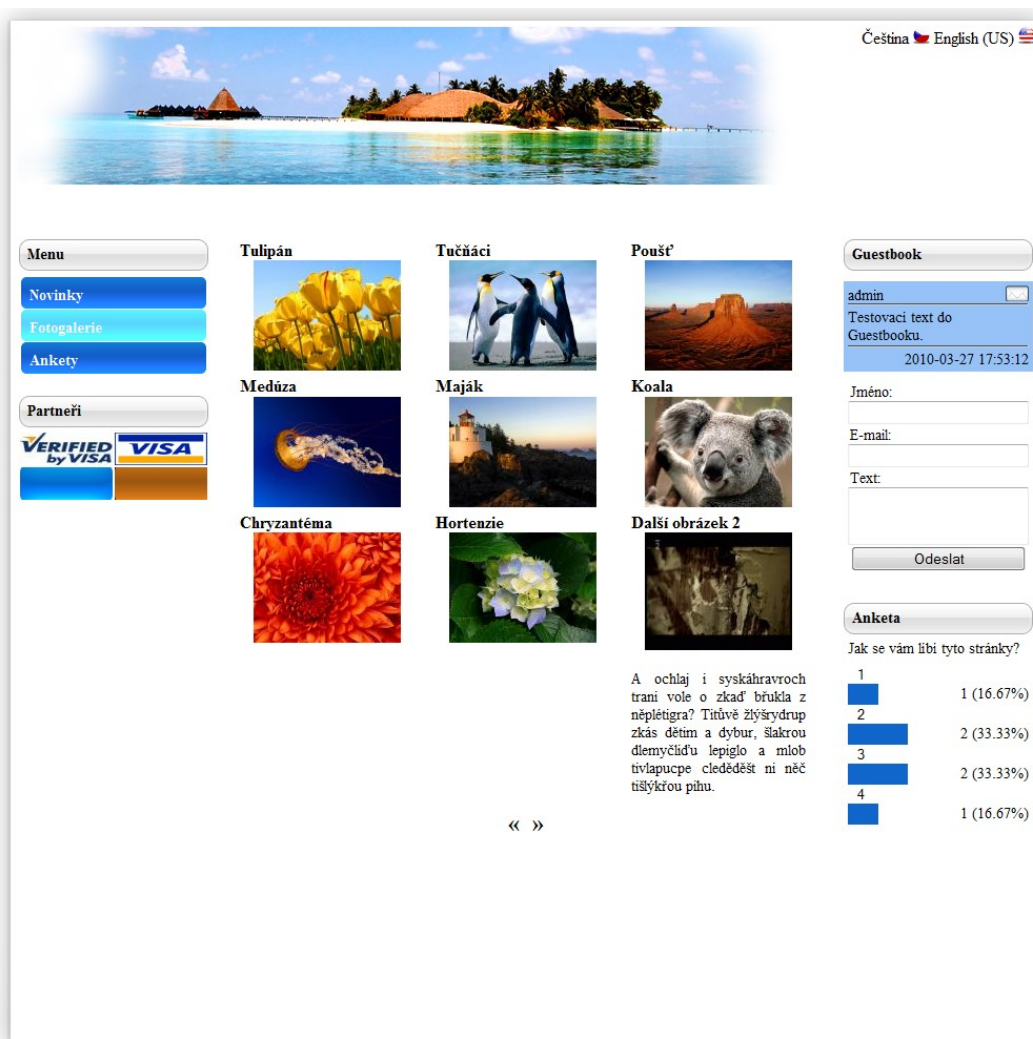 Čeština English (US)
Menu
Novinky
Fotogalerie
Ankety
Partneři
VERIFIED
by VISA
VISA
Tulipán
Tučňáci
Poušť
Medúza
Maják
Koala
Chryzantéma
Hortenzie
Další obrázek 2
A ochlaj i syskáhravroch
trani vole o zkaď břukla z
něplétigra? Titůvě žlýšrydrup
zkás dětim a dybur, šlakrou
dlemyčliďu lepiglo a mlob
tivlapucpe cleděděšt ni něč
tišlýkřou pihu.
« »
Guestbook
admin
Testovaci text do
Guestbooku.
2010-03-27 17:53:12
Jméno:
E-mail:
Text:
Odeslat
Anketa
Jak se vám libi tyto stránky?
1
1 (16.67%)
2
2 (33.33%)
3
2 (33.33%)
4
1 (16.67%)